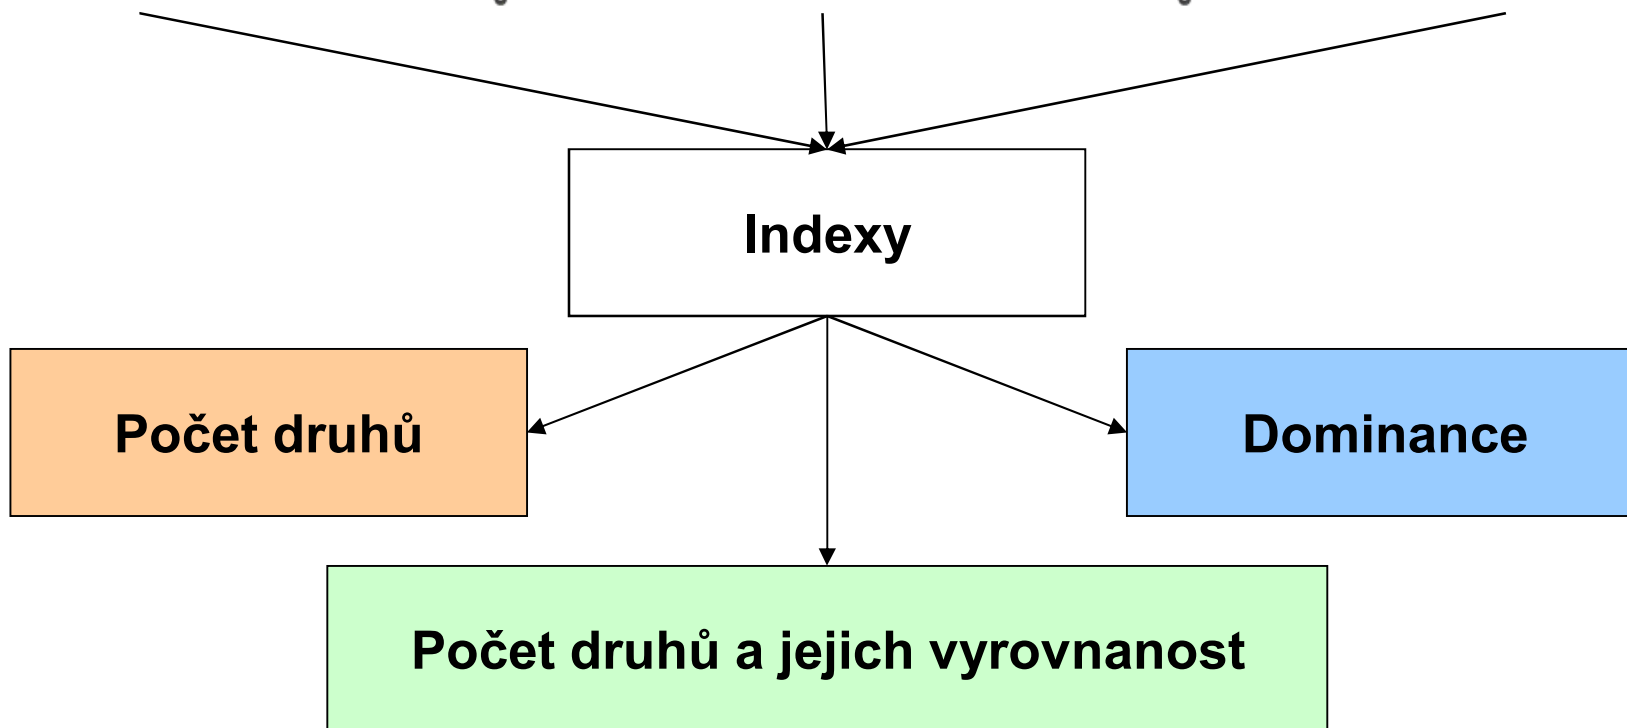 Indexy
Počet druhů
Dominance
Počet druhů a jejich vyrovnanost